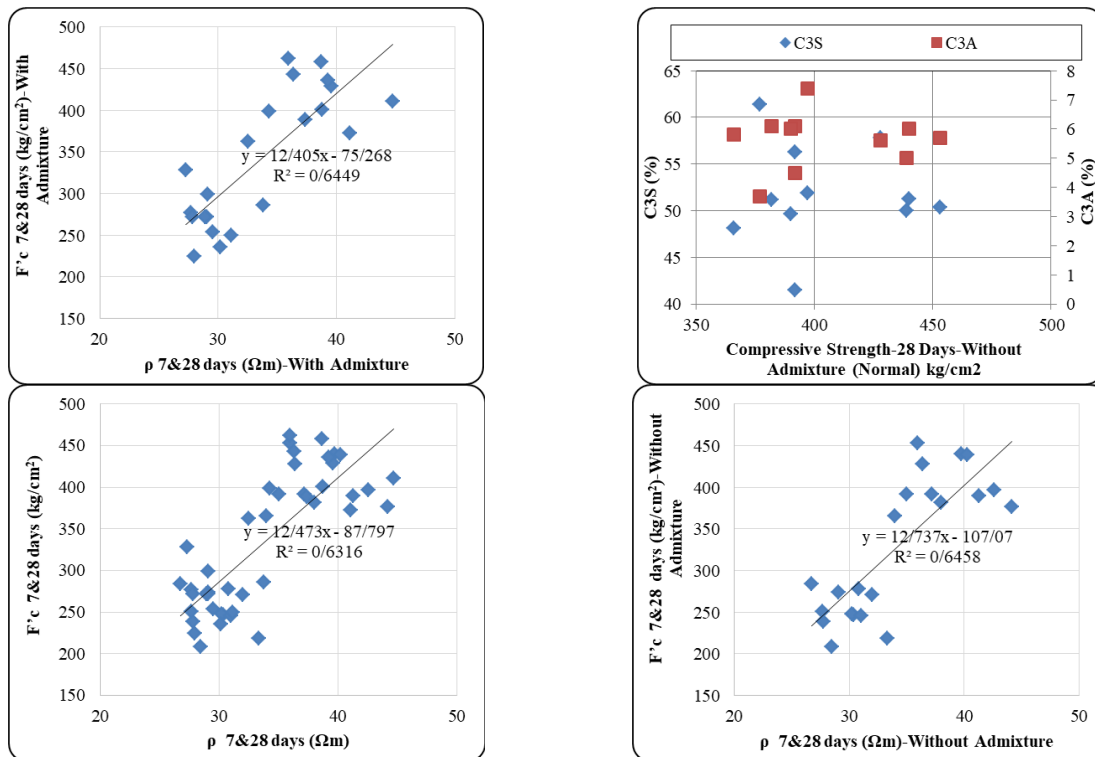 500
450
400
350
300
250
200
150
F’c 7&28 days (kg/cm²)-With
Admixture
y = 12/405x - 75/268
R² = 0/6449
20
30
40
50
ρ 7&28 days (Ωm)-With Admixture
C3S
C3A
65
60
55
50
45
40
C3S (%)
8
7
6
5
4
3
2
1
0
C3A (%)
350
400
450
500
Compressive Strength-28 Days-Without
Admixture (Normal) kg/cm2
500
450
400
350
300
250
200
150
F’c 7&28 days (kg/cm²)
y = 12/473x - 87/797
R² = 0/6316
20
30
40
50
ρ 7&28 days (Ωm)
500
450
400
350
300
250
200
150
F’c 7&28 days (kg/cm²)-Without
Admixture
y = 12/737x - 107/07
R² = 0/6458
20
30
40
50
ρ 7&28 days (Ωm)-Without Admixture